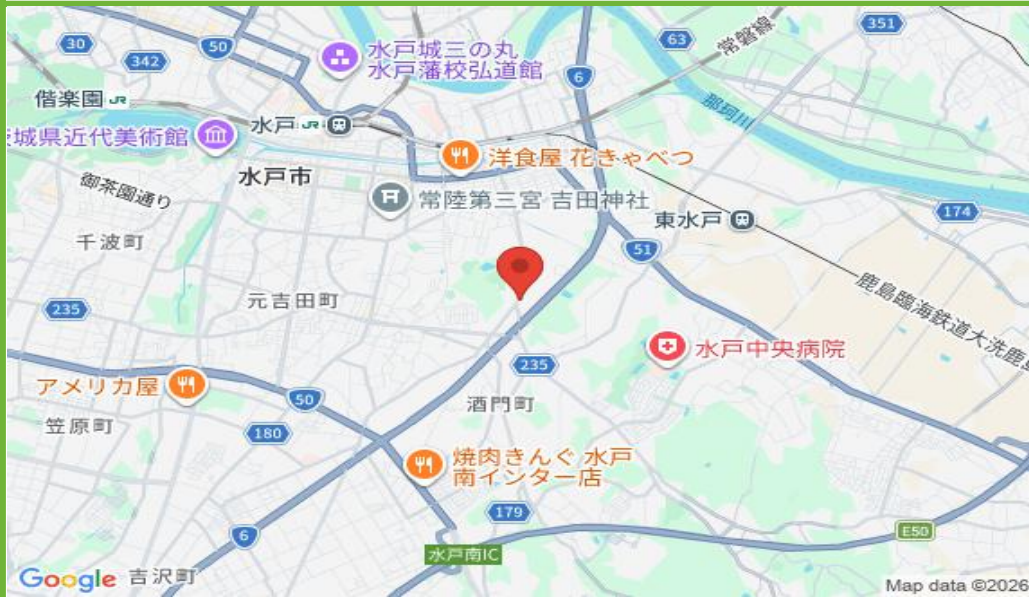 30
342
50
水戸城三の丸
水戸藩校弘道館
6
63
常磐線
351
偕楽園 JR
那珂川
城県近代美術館
水戸 JR
洋食屋 花きゃべつ
水戸市
御茶園通り
常陸第三宮 吉田神社
174
千波町
東水戸
51
235
元吉田町
鹿島臨海鉄道大洗鹿島
水戸中央病院
アメリカ屋
235
50
酒門町
笠原町
180
焼肉きんぐ 水戸
南インター店
179
6
E50
水戸南IC
Google
吉沢町
Map data ©2026